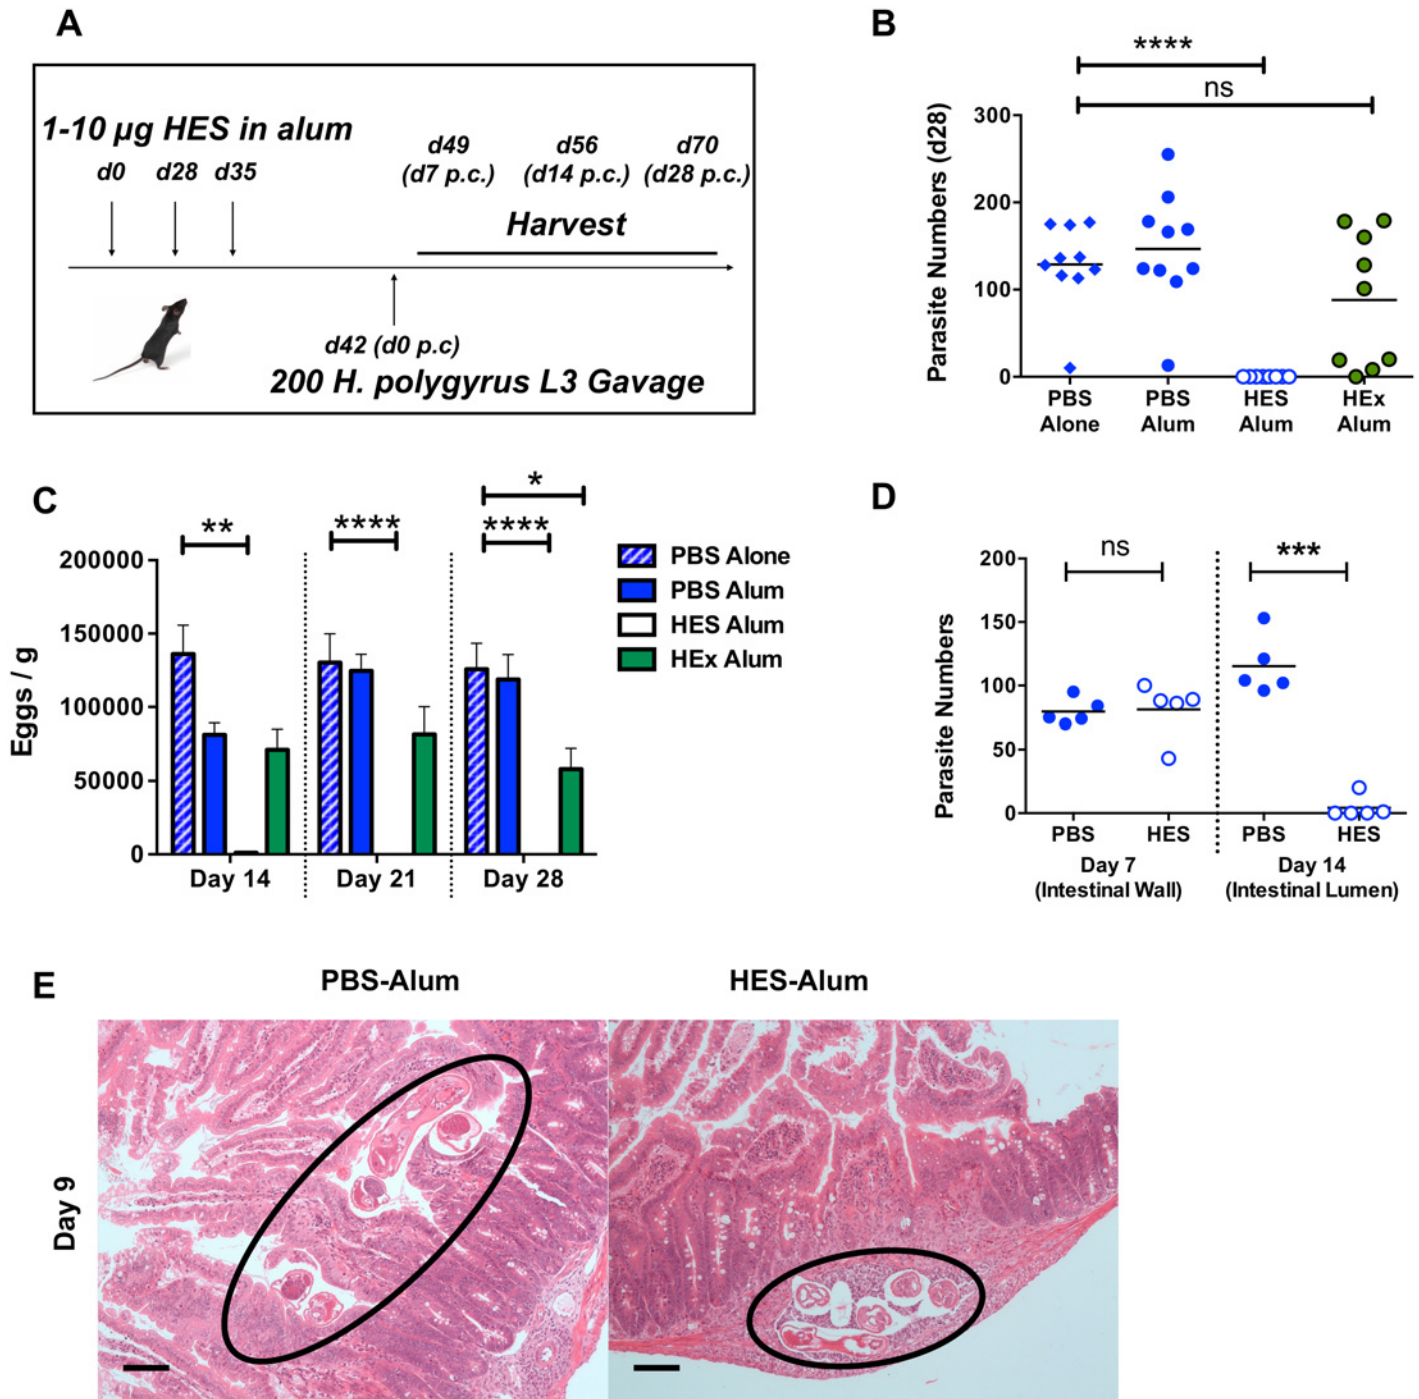 A
1-10 µg HES in alum
d0 d28 d35
d49 d56 d70
(d7 p.c.) (d14 p.c.) (d28 p.c.)
Harvest
d42 (d0 p.c)
200 H. polygyrus L3 Gavage
B
****
ns
Parasite Numbers (d28)
300
200
100
0
PBS PBS HES HEx
Alone Alum Alum Alum
C
** **** **** *
Eggs / g
200000
150000
100000
50000
0
Day 14 Day 21 Day 28
PBS Alone
PBS Alum
HES Alum
HEx Alum
D
ns ***
Parasite Numbers
200
150
100
50
0
PBS HES PBS HES
Day 7 Day 14
(Intestinal Wall) (Intestinal Lumen)
E
PBS-Alum HES-Alum
Day 9